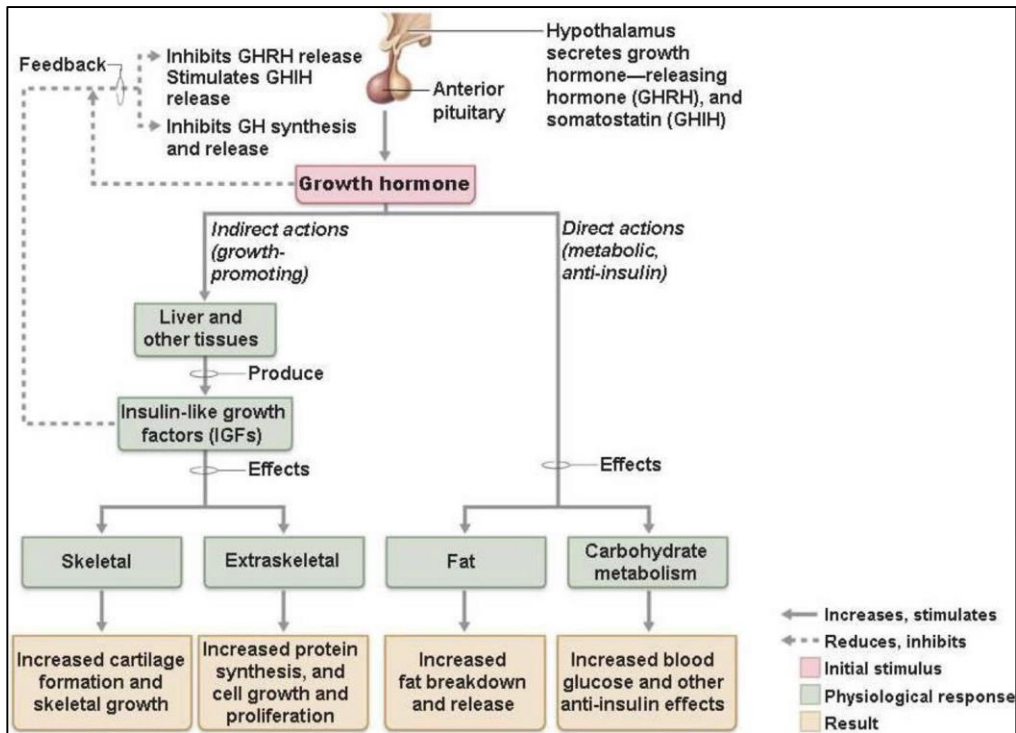 Feedback
Inhibits GHRH release
Stimulates GHIH
release
Inhibits GH synthesis
and release
Anterior
pituitary
Hypothalamus
secretes growth
hormone—releasing
hormone (GHRH), and
somatostatin (GHIH)
Growth hormone
Indirect actions
(growth-
promoting)
Direct actions
(metabolic,
anti-insulin)
Liver and
other tissues
Produce
Insulin-like growth
factors (IGFs)
Effects
Effects
Skeletal
Extraskeletal
Fat
Carbohydrate
metabolism
Increased cartilage
formation and
skeletal growth
Increased protein
synthesis, and
cell growth and
proliferation
Increased
fat breakdown
and release
Increased blood
glucose and other
anti-insulin effects
Increases, stimulates
Reduces, inhibits
Initial stimulus
Physiological response
Result